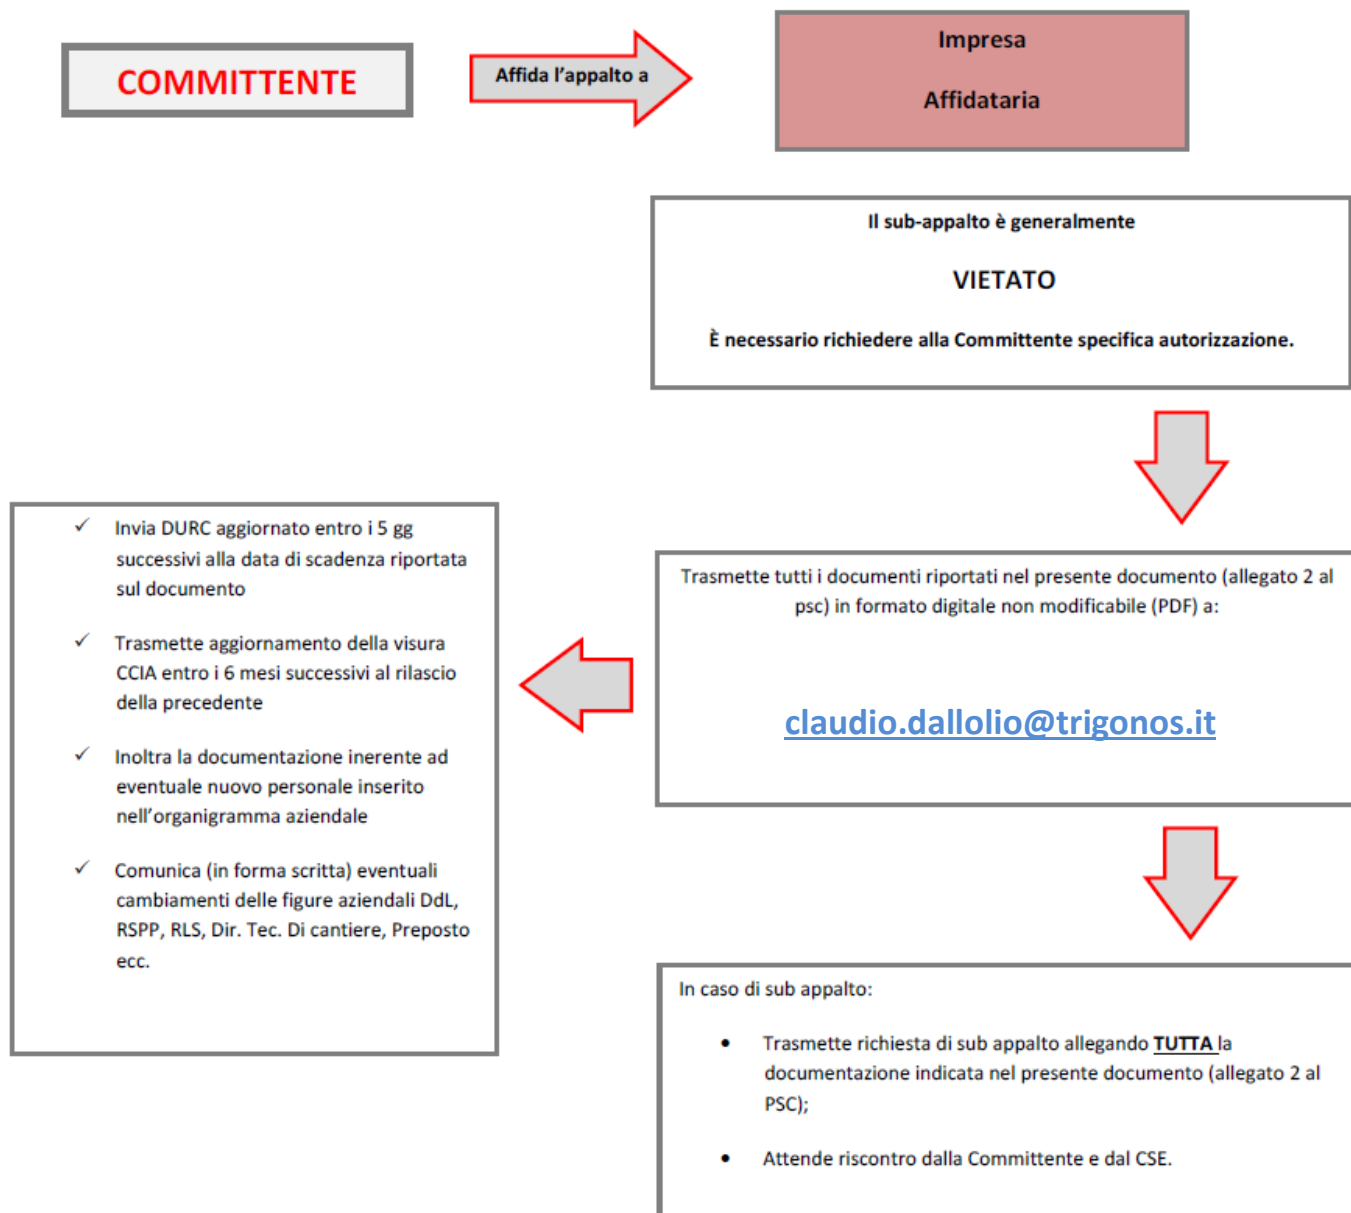 COMMITTENTE
Affida l'appalto a
Impresa
Affidataria
Il sub-appalto è generalmente
VIETATO
È necessario richiedere alla Committente specifica autorizzazione.
✓ Invia DURC aggiornato entro i 5 gg
successivi alla data di scadenza riportata
sul documento
✓ Trasmette aggiornamento della visura
CCIA entro i 6 mesi successivi al rilascio
della precedente
✓ Inoltra la documentazione inerente ad
eventuale nuovo personale inserito
nell'organigramma aziendale
✓ Comunica (in forma scritta) eventuali
cambiamenti delle figure aziendali DdL,
RSPP, RLS, Dir. Tec. Di cantiere, Preposto
ecc.
Trasmette tutti i documenti riportati nel presente documento (allegato 2 al
psc) in formato digitale non modificabile (PDF) a:
claudio.dallolio@trigonos.it
In caso di sub appalto:
• Trasmette richiesta di sub appalto allegando TUTTA la
documentazione indicata nel presente documento (allegato 2 al
PSC);
• Attende riscontro dalla Committente e dal CSE.